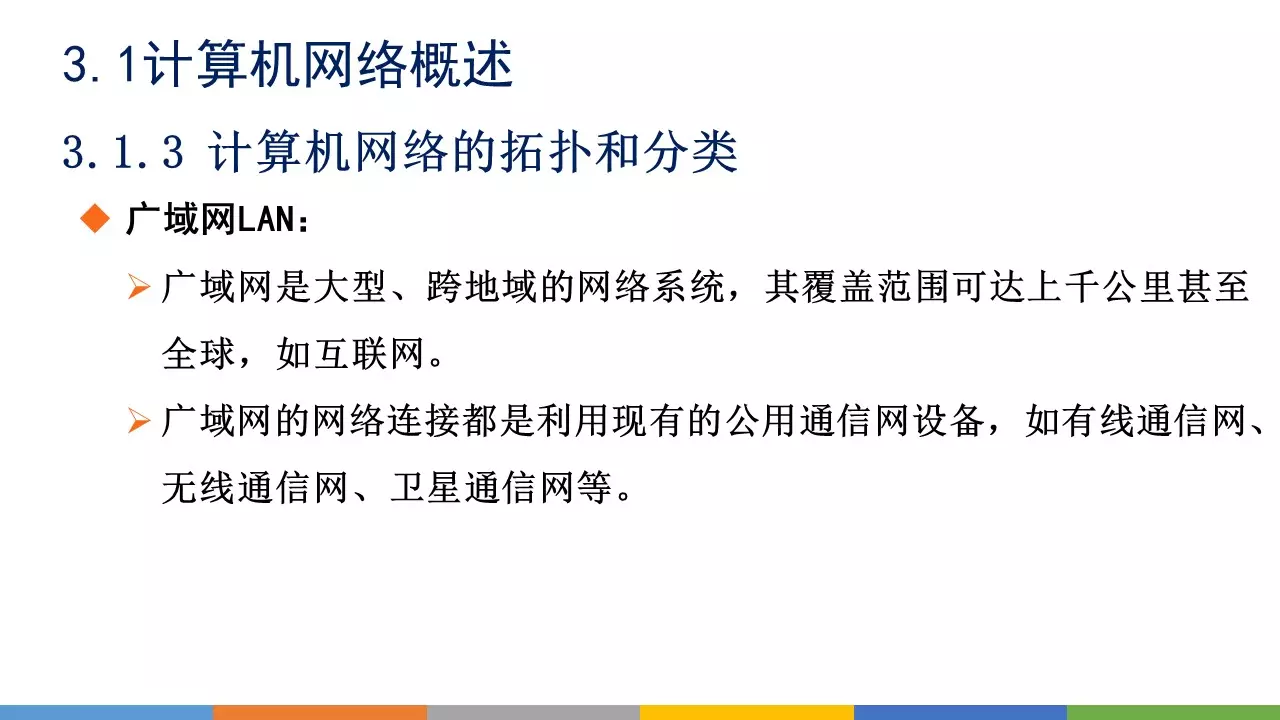 3.1计算机网络概述
3.1.3 计算机网络的拓扑和分类
广域网LAN：
广域网是大型、跨地域的网络系统，其覆盖范围可达上千公里甚至
全球，如互联网。
广域网的网络连接都是利用现有的公用通信网设备，如有线通信网、
无线通信网、卫星通信网等。